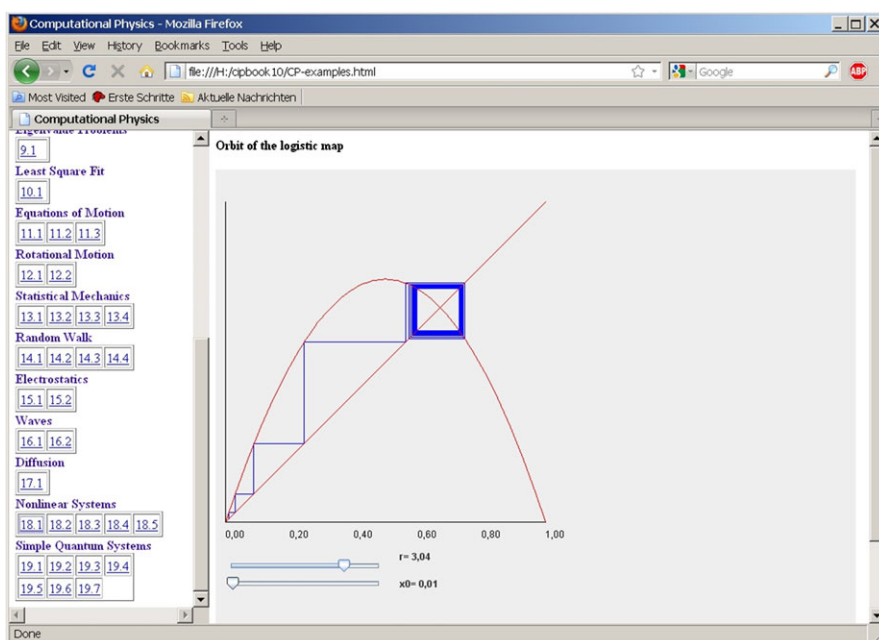 Computational Physics - Mozilla Firefox
File Edit View History Bookmarks Tools Help
file:///H:/cipbook10/CP-examples.html
Google
ABP
Most Visited Erste Schritte Aktuelle Nachrichten
Computational Physics
Eigenvalue Problems
9.1
Least Square Fit
10.1
Equations of Motion
11.1 11.2 11.3
Rotational Motion
12.1 12.2
Statistical Mechanics
13.1 13.2 13.3 13.4
Random Walk
14.1 14.2 14.3 14.4
Electrostatics
15.1 15.2
Waves
16.1 16.2
Diffusion
17.1
Nonlinear Systems
18.1 18.2 18.3 18.4 18.5
Simple Quantum Systems
19.1 19.2 19.3 19.4
19.5 19.6 19.7
Orbit of the logistic map
0,00 0,20 0,40 0,60 0,80 1,00
r= 3,04
x0= 0,01
Done